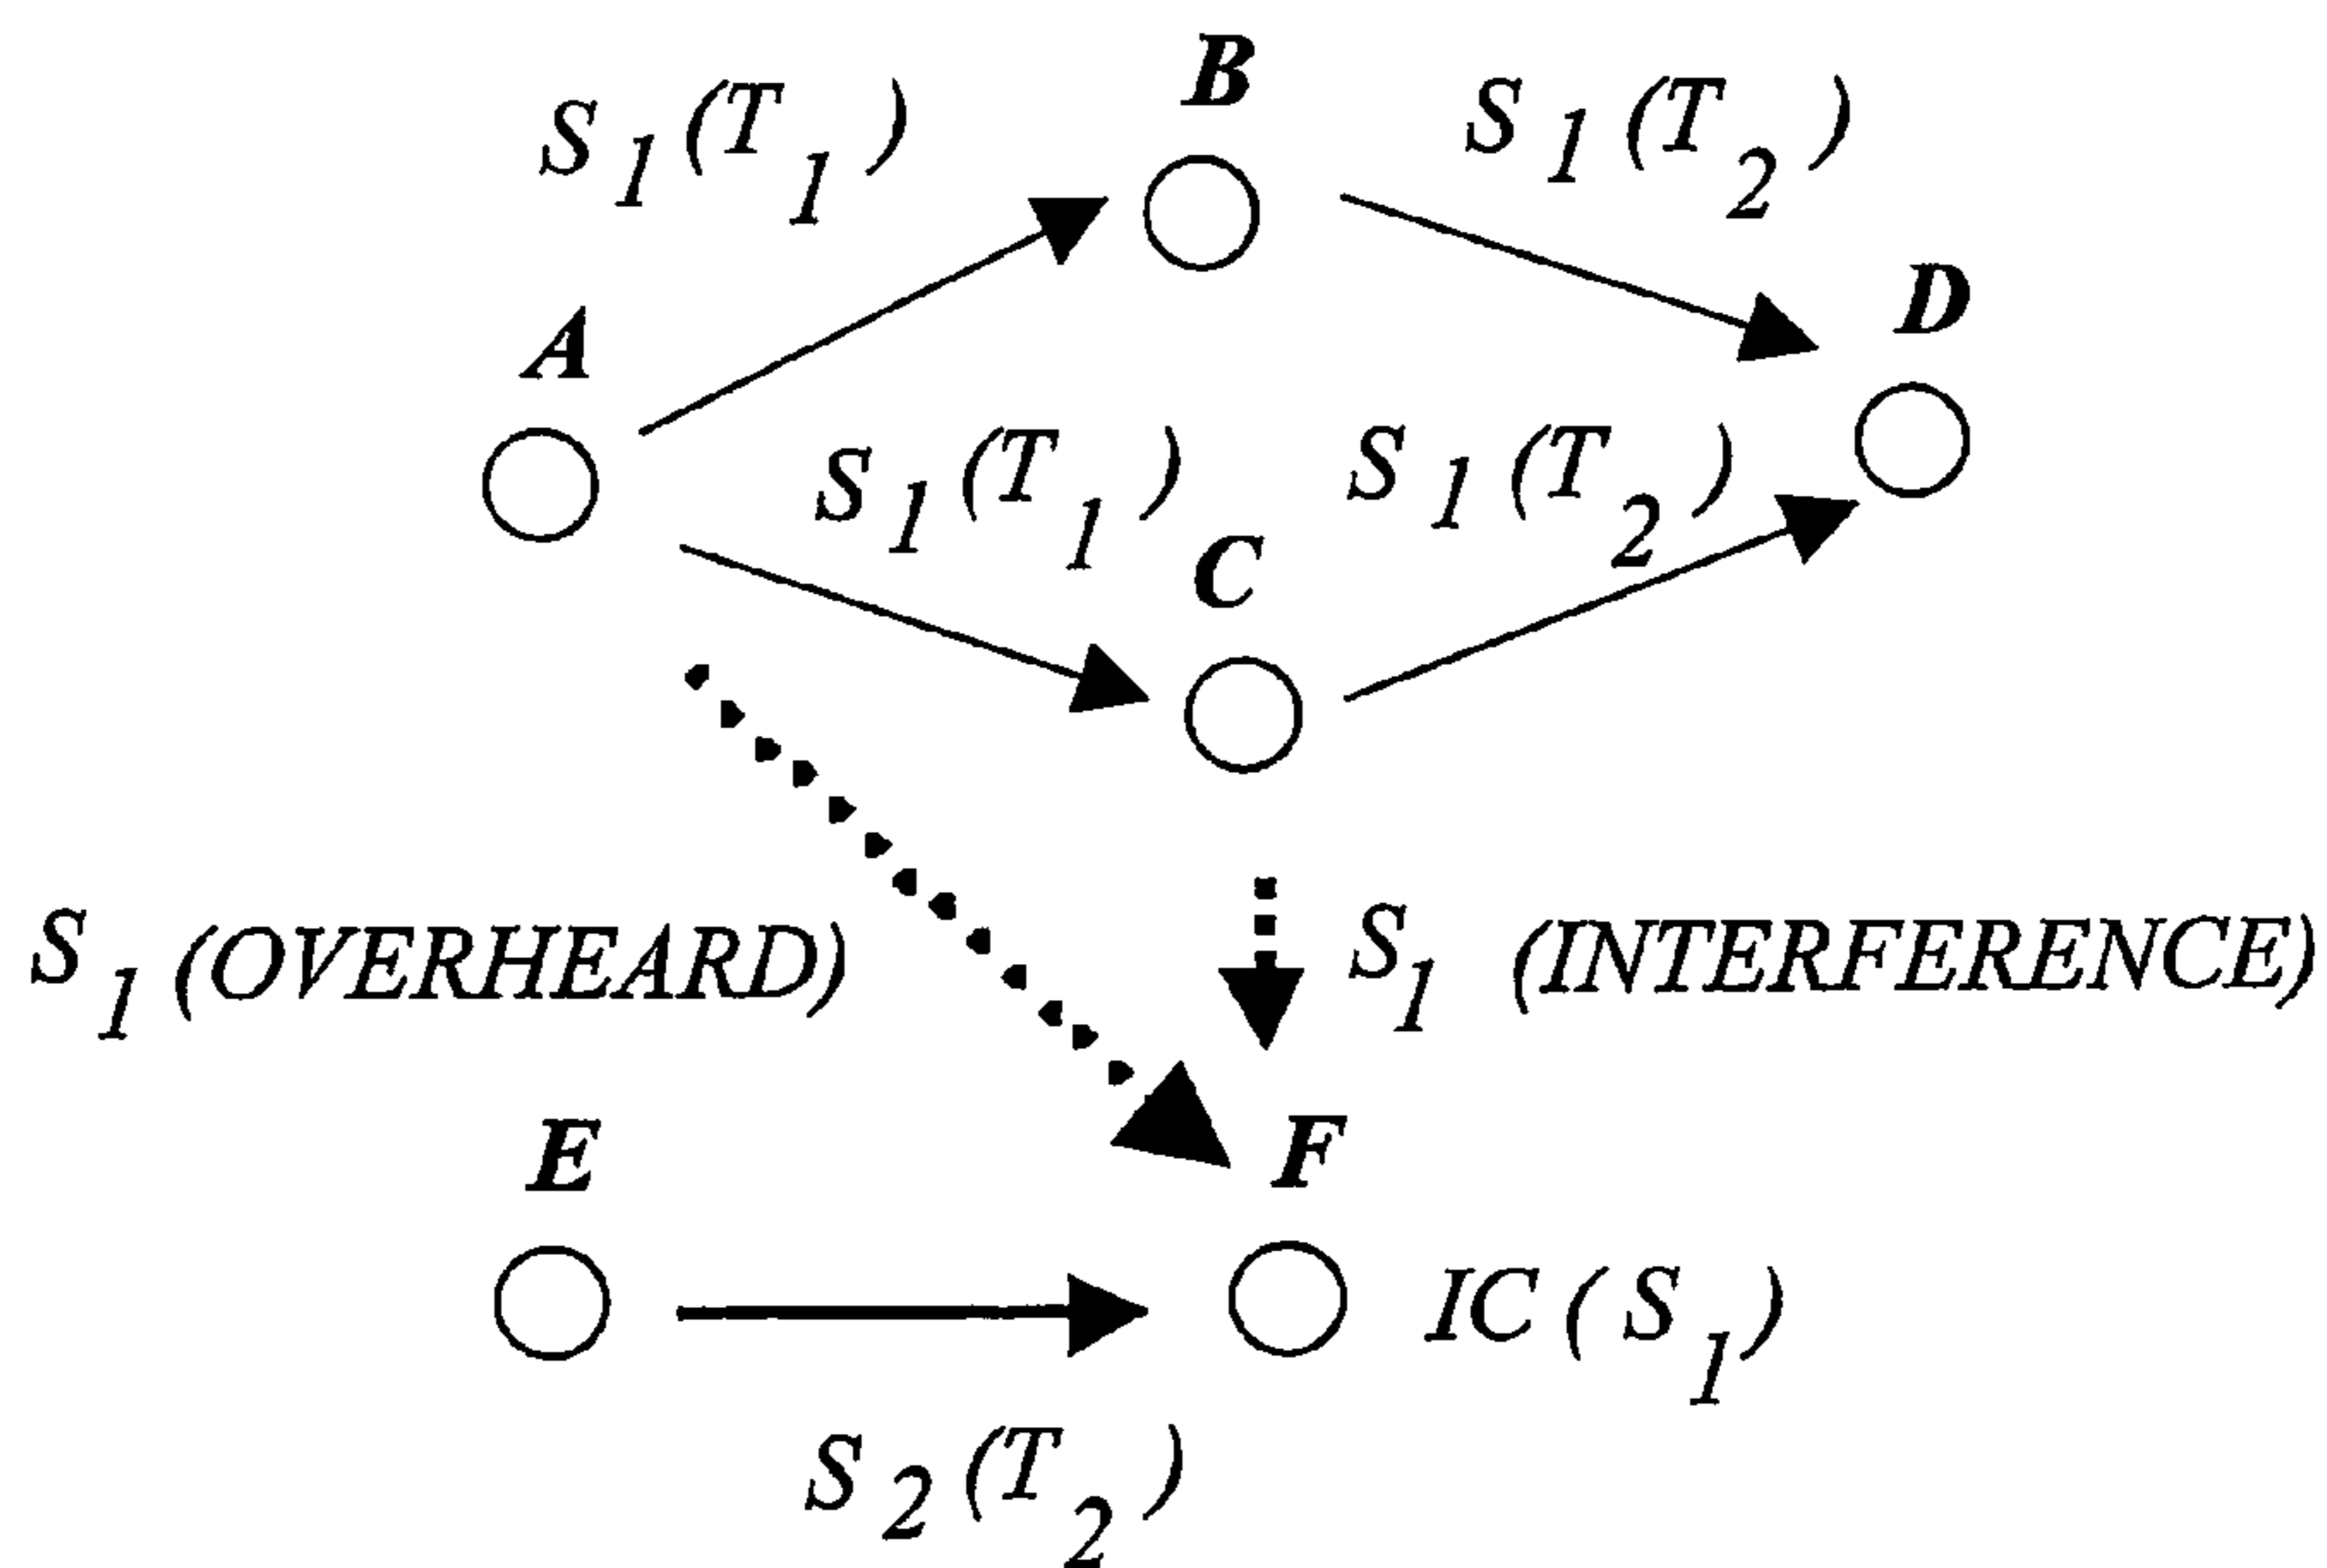 B
S₁(T₁)
S₁(T₂)
D
A
S₁(T₁)
S₁(T₂)
C
S₁ (OVERHEARD)
S₁ (INTERFERENCE)
E
F
IC(S₁)
S₂(T₂)